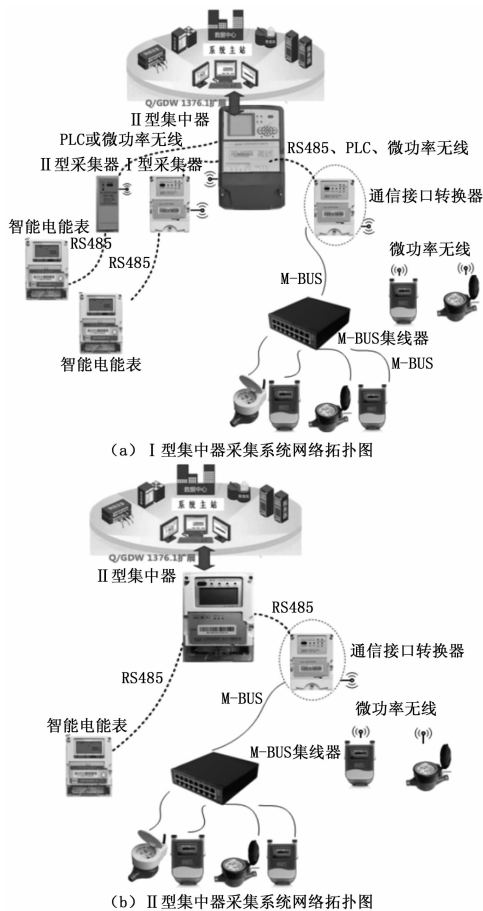 数据中心
系统主站
Q/GDW 1376.1扩展
Ⅱ型集中器
PLC或微功率无线
RS485、PLC、微功率无线
Ⅱ型采集器
Ⅰ型采集器
通信接口转换器
智能电能表
RS485
RS485
微功率无线
M-BUS
M-BUS集线器
M-BUS
智能电能表
(a) Ⅰ型集中器采集系统网络拓扑图
数据中心
系统主站
Q/GDW 1376.1扩展
Ⅱ型集中器
RS485
通信接口转换器
RS485
M-BUS
微功率无线
智能电能表
M-BUS集线器
(b) Ⅱ型集中器采集系统网络拓扑图